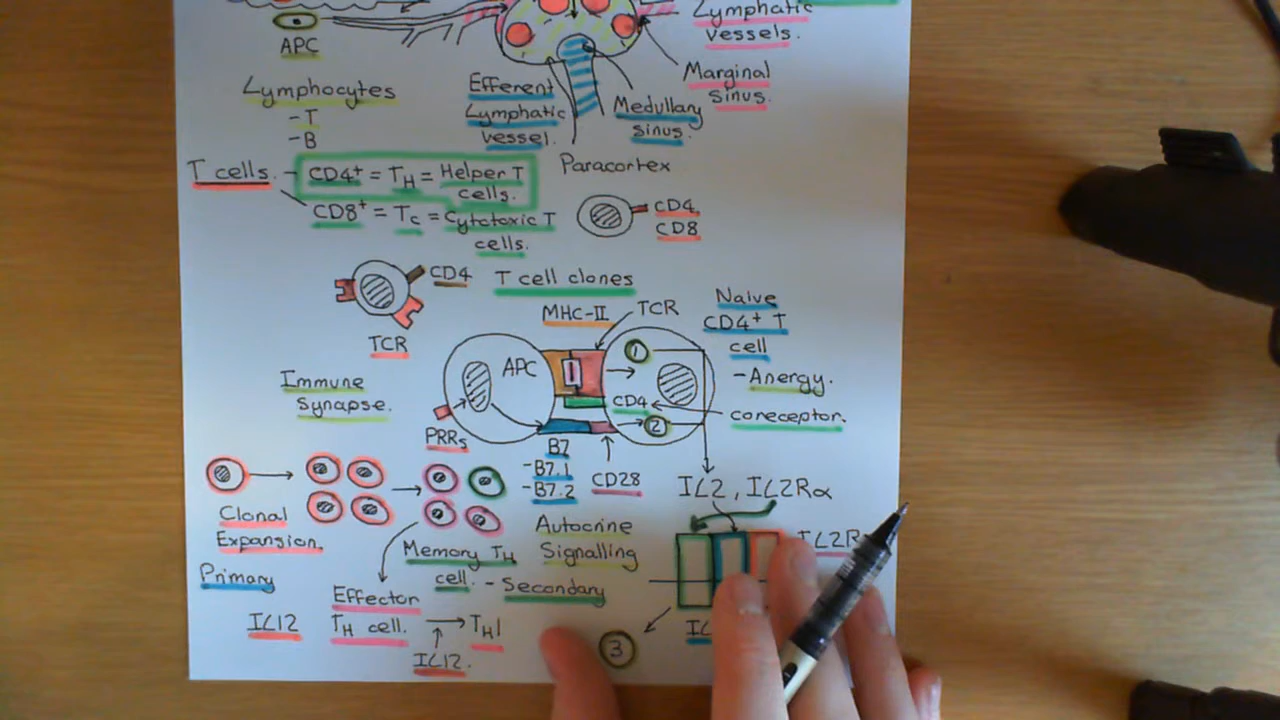 Lymphatic
vessels.
APC
Marginal
sinus.
Lymphocytes
-T
-B
Efferent
Lymphatic
vessel.
Medullary
sinus.
Paracortex
T cells. - CD4+ = TH = Helper T
cells.
CD8+ = Tc = Cytotoxic T
cells.
CD4,
CD8
CD4
TCR
T cell clones
MHC-II
TCR
Naive
CD4+ T
cell
-Anergy.
APC
1
CD4
coreceptor.
2
Immune
Synapse.
PRRs
B7
-B7.1
-B7.2
CD28
IL2, IL2Rα
Clonal
Expansion.
Primary
Autocrine
Signalling
Memory TH
cell. - Secondary
IL2R
Effector
TH cell.
TH1
IL12
IL12.
3